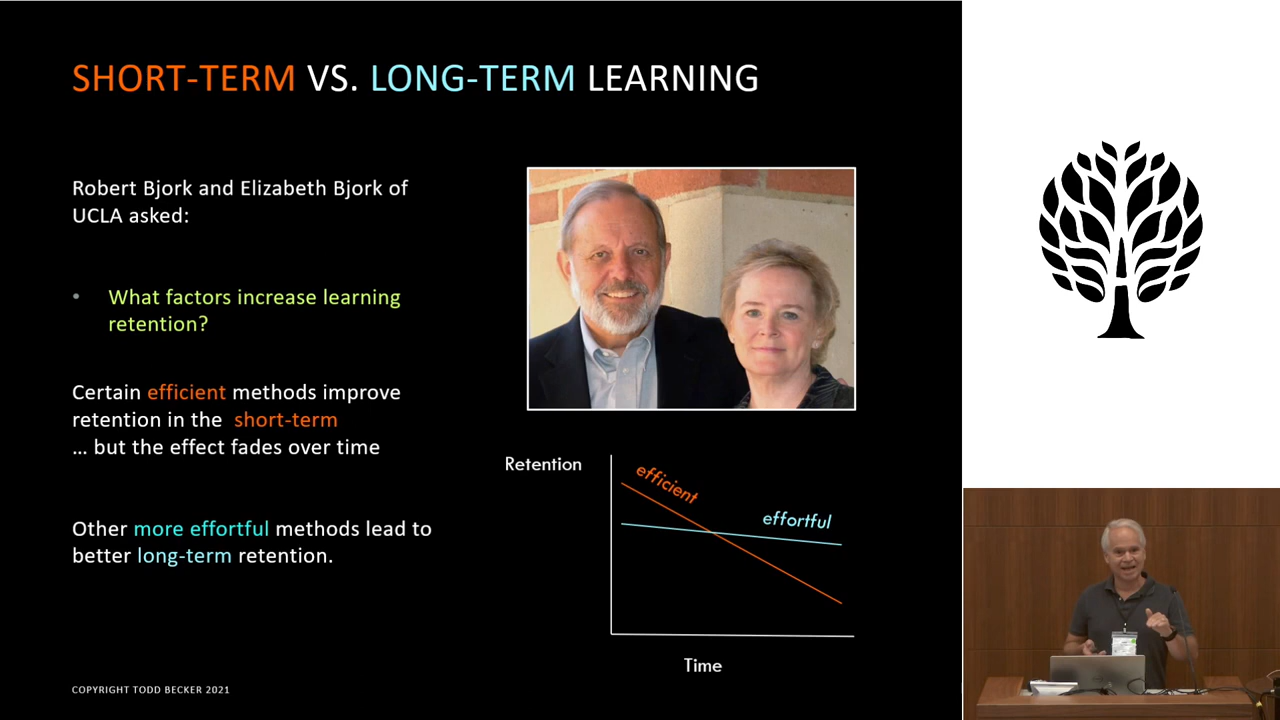 SHORT-TERM VS. LONG-TERM LEARNING
Robert Bjork and Elizabeth Bjork of
UCLA asked:
• What factors increase learning
retention?
Certain efficient methods improve
retention in the short-term
... but the effect fades over time
Other more effortful methods lead to
better long-term retention.
Retention
efficient
effortful
Time
COPYRIGHT TODD BECKER 2021